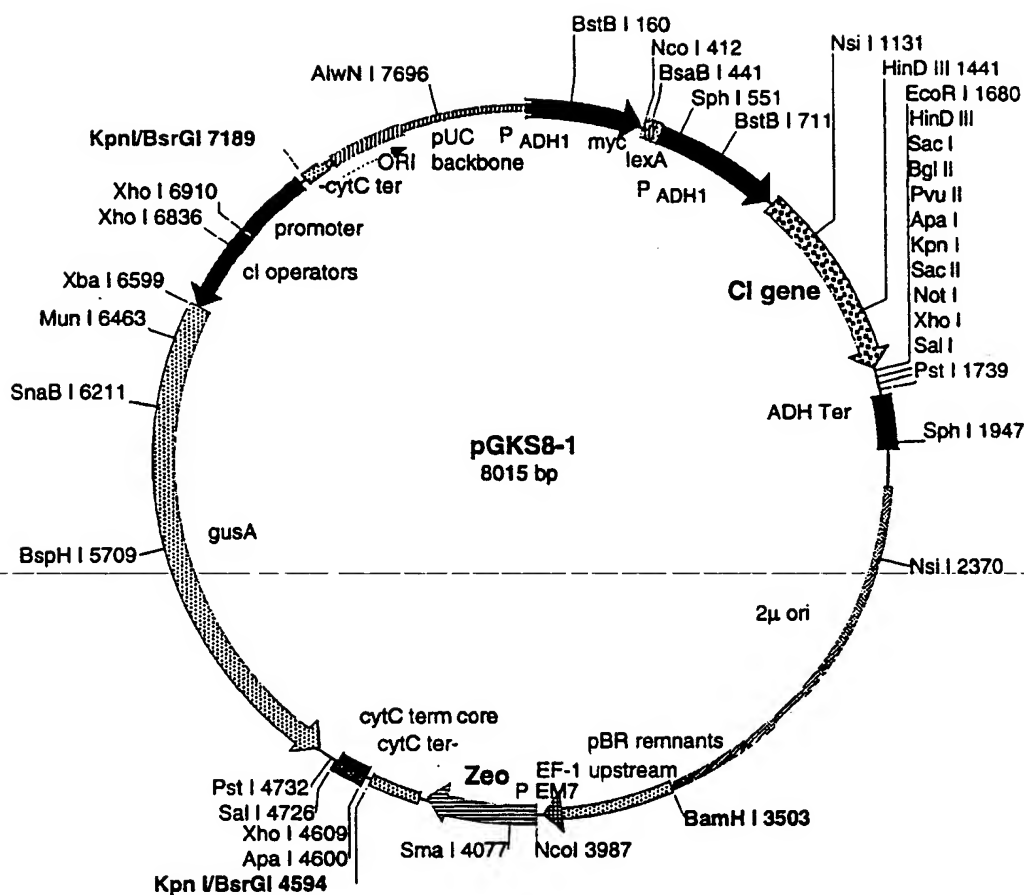 BstB I 160
Nco I 412
BsaB I 441
Sph I 551
BstB I 711
Nsi I 1131
HinD III 1441
EcoR I 1680
HinD III
Sac I
Bgl II
Pvu II
Apa I
Kpn I
Sac II
Not I
Xho I
Sal I
Pst I 1739
ADH Ter
Sph I 1947
AlwN I 7696
KpnI/BsrGI 7189
pUC
backbone
ORI
P ADH1
myc
lexA
P ADH1
-cytC ter
Xho I 6910
Xho I 6836
promoter
cI operators
Xba I 6599
Mun I 6463
CI gene
SnaB I 6211
pGKS8-1
8015 bp
gusA
BspH I 5709
Nsi I 2370
2µ ori
cytC term core
cytC ter-
pBR remnants
EF-1 upstream
Zeo
P EM7
Pst I 4732
Sal I 4726
Xho I 4609
Apa I 4600
Kpn I/BsrGI 4594
Sma I 4077
NcoI 3987
BamH I 3503